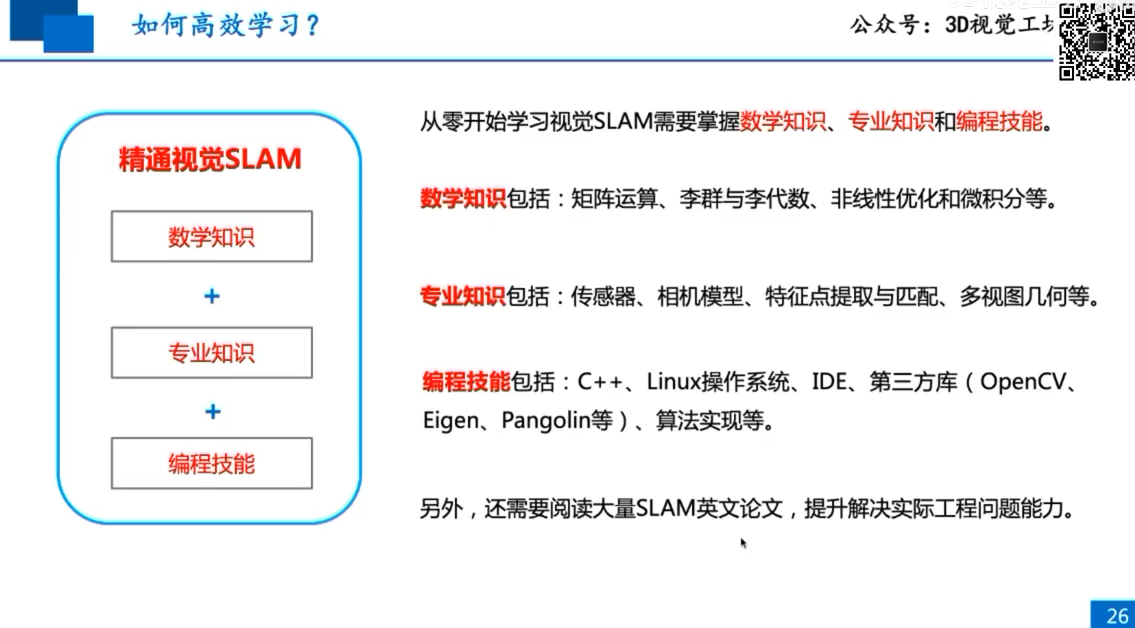 如何高效学习？
公众号：3D视觉工坊
精通视觉SLAM
数学知识
+
专业知识
+
编程技能
从零开始学习视觉SLAM需要掌握数学知识、专业知识和编程技能。
数学知识包括：矩阵运算、李群与李代数、非线性优化和微积分等。
专业知识包括：传感器、相机模型、特征点提取与匹配、多视图几何等。
编程技能包括：C++、Linux操作系统、IDE、第三方库（OpenCV、
Eigen、Pangolin等）、算法实现等。
另外，还需要阅读大量SLAM英文论文，提升解决实际工程问题能力。
26